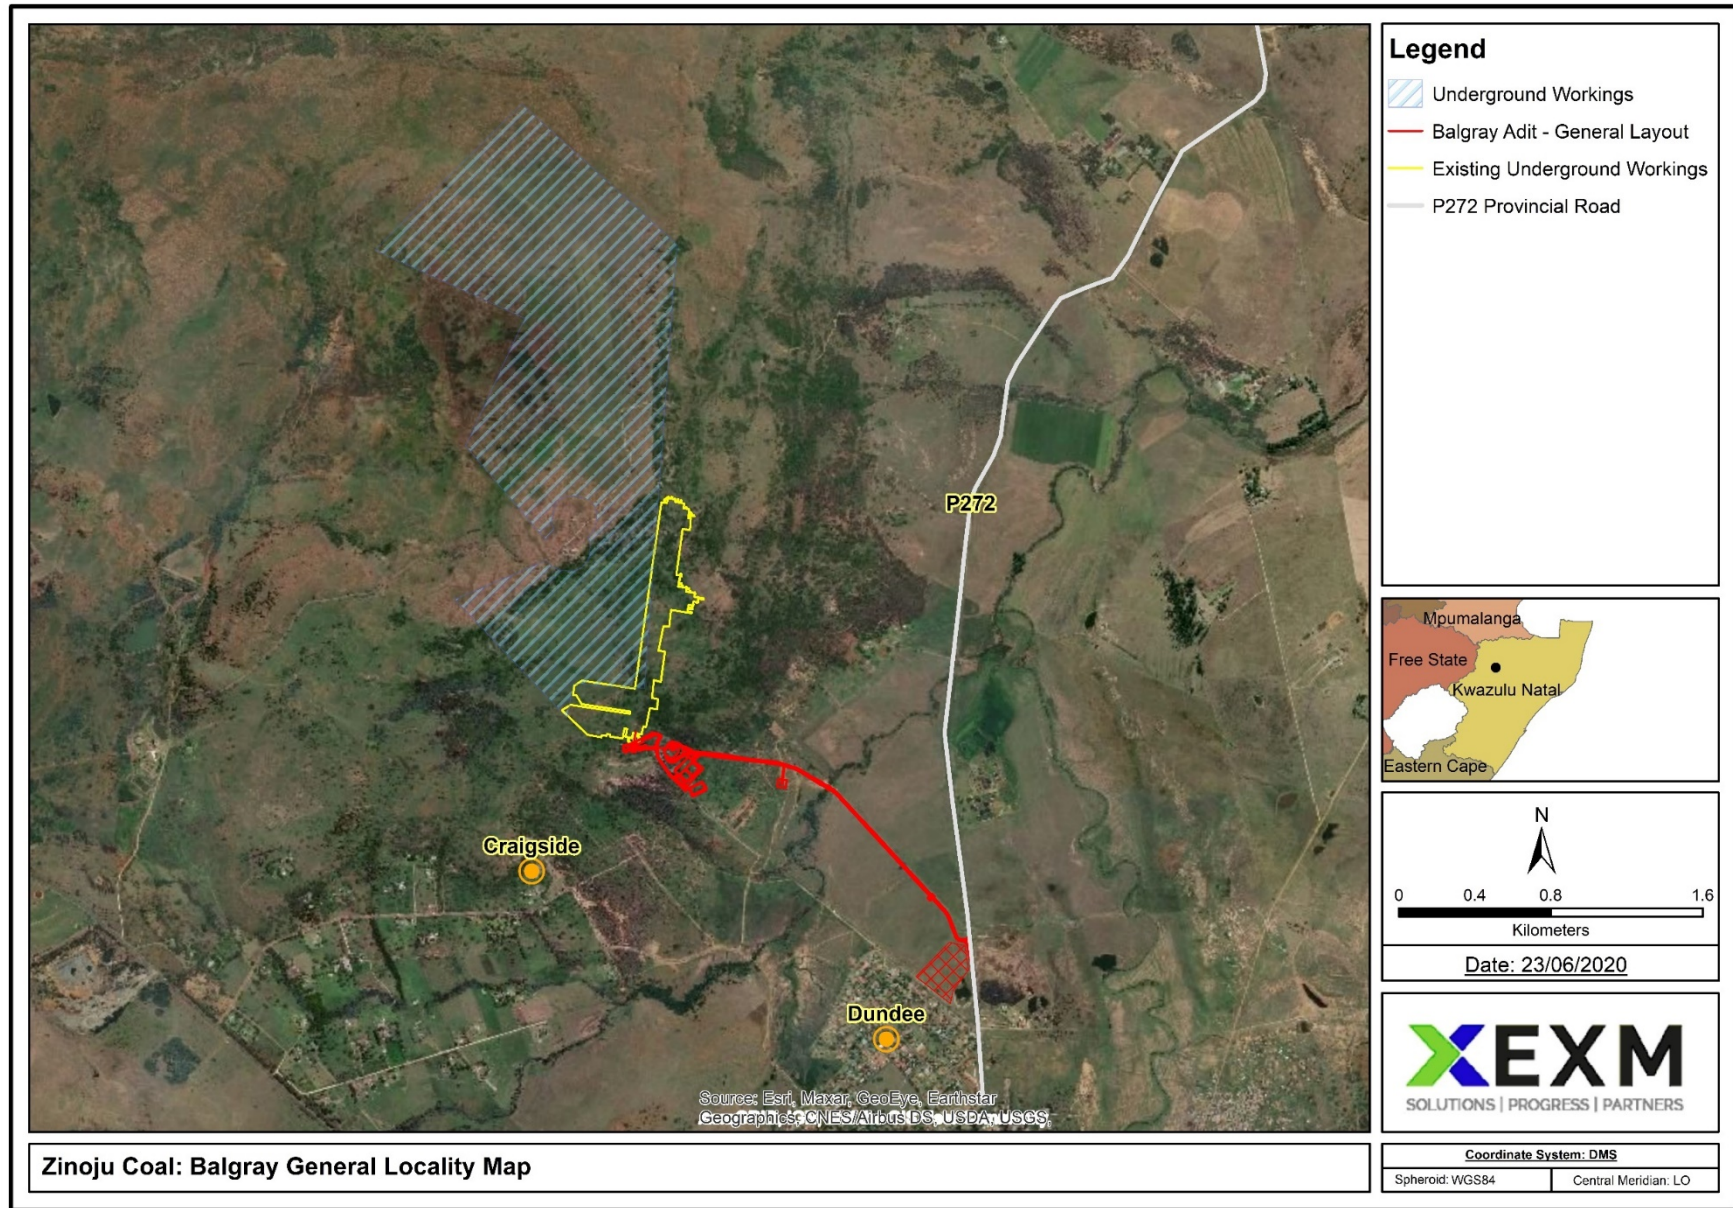 Legend
Underground Workings
Balgray Adit - General Layout
Existing Underground Workings
P272 Provincial Road
P272
Craigside
Dundee
Source: Esri, Maxar, GeoEye, Earthstar
Geographics, CNES/Airbus DS, USDA, USGS,
Mpumalanga
Free State
Kwazulu Natal
Eastern Cape
N
0 0.4 0.8 1.6
Kilometers
Date: 23/06/2020
EXM
SOLUTIONS | PROGRESS | PARTNERS
Zinoju Coal: Balgray General Locality Map
Coordinate System: DMS
Spheroid: WGS84
Central Meridian: LO